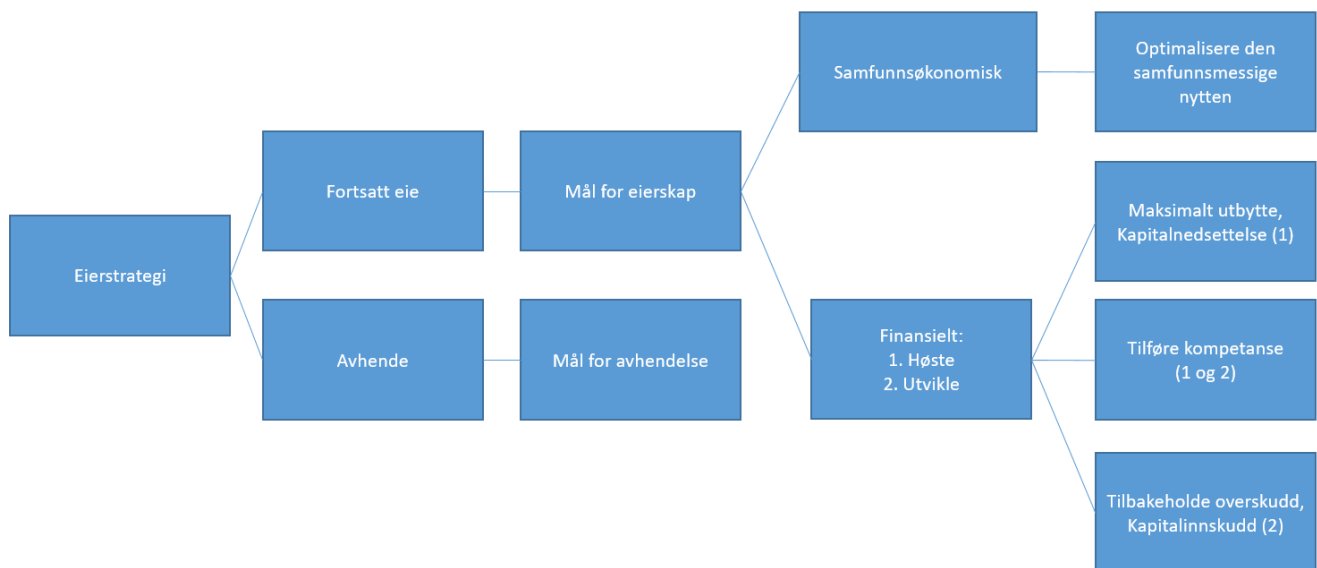 Eierstrategi
Fortsatt eie
Avhende
Mål for eierskap
Mål for avhendelse
Samfunnsøkonomisk
Finansielt:
1. Høste
2. Utvikle
Optimalisere den
samfunnsmessige
nytten
Maksimalt utbytte,
Kapitalnedsettelse (1)
Tilføre kompetanse
(1 og 2)
Tilbakeholde overskudd,
Kapitalinnskudd (2)